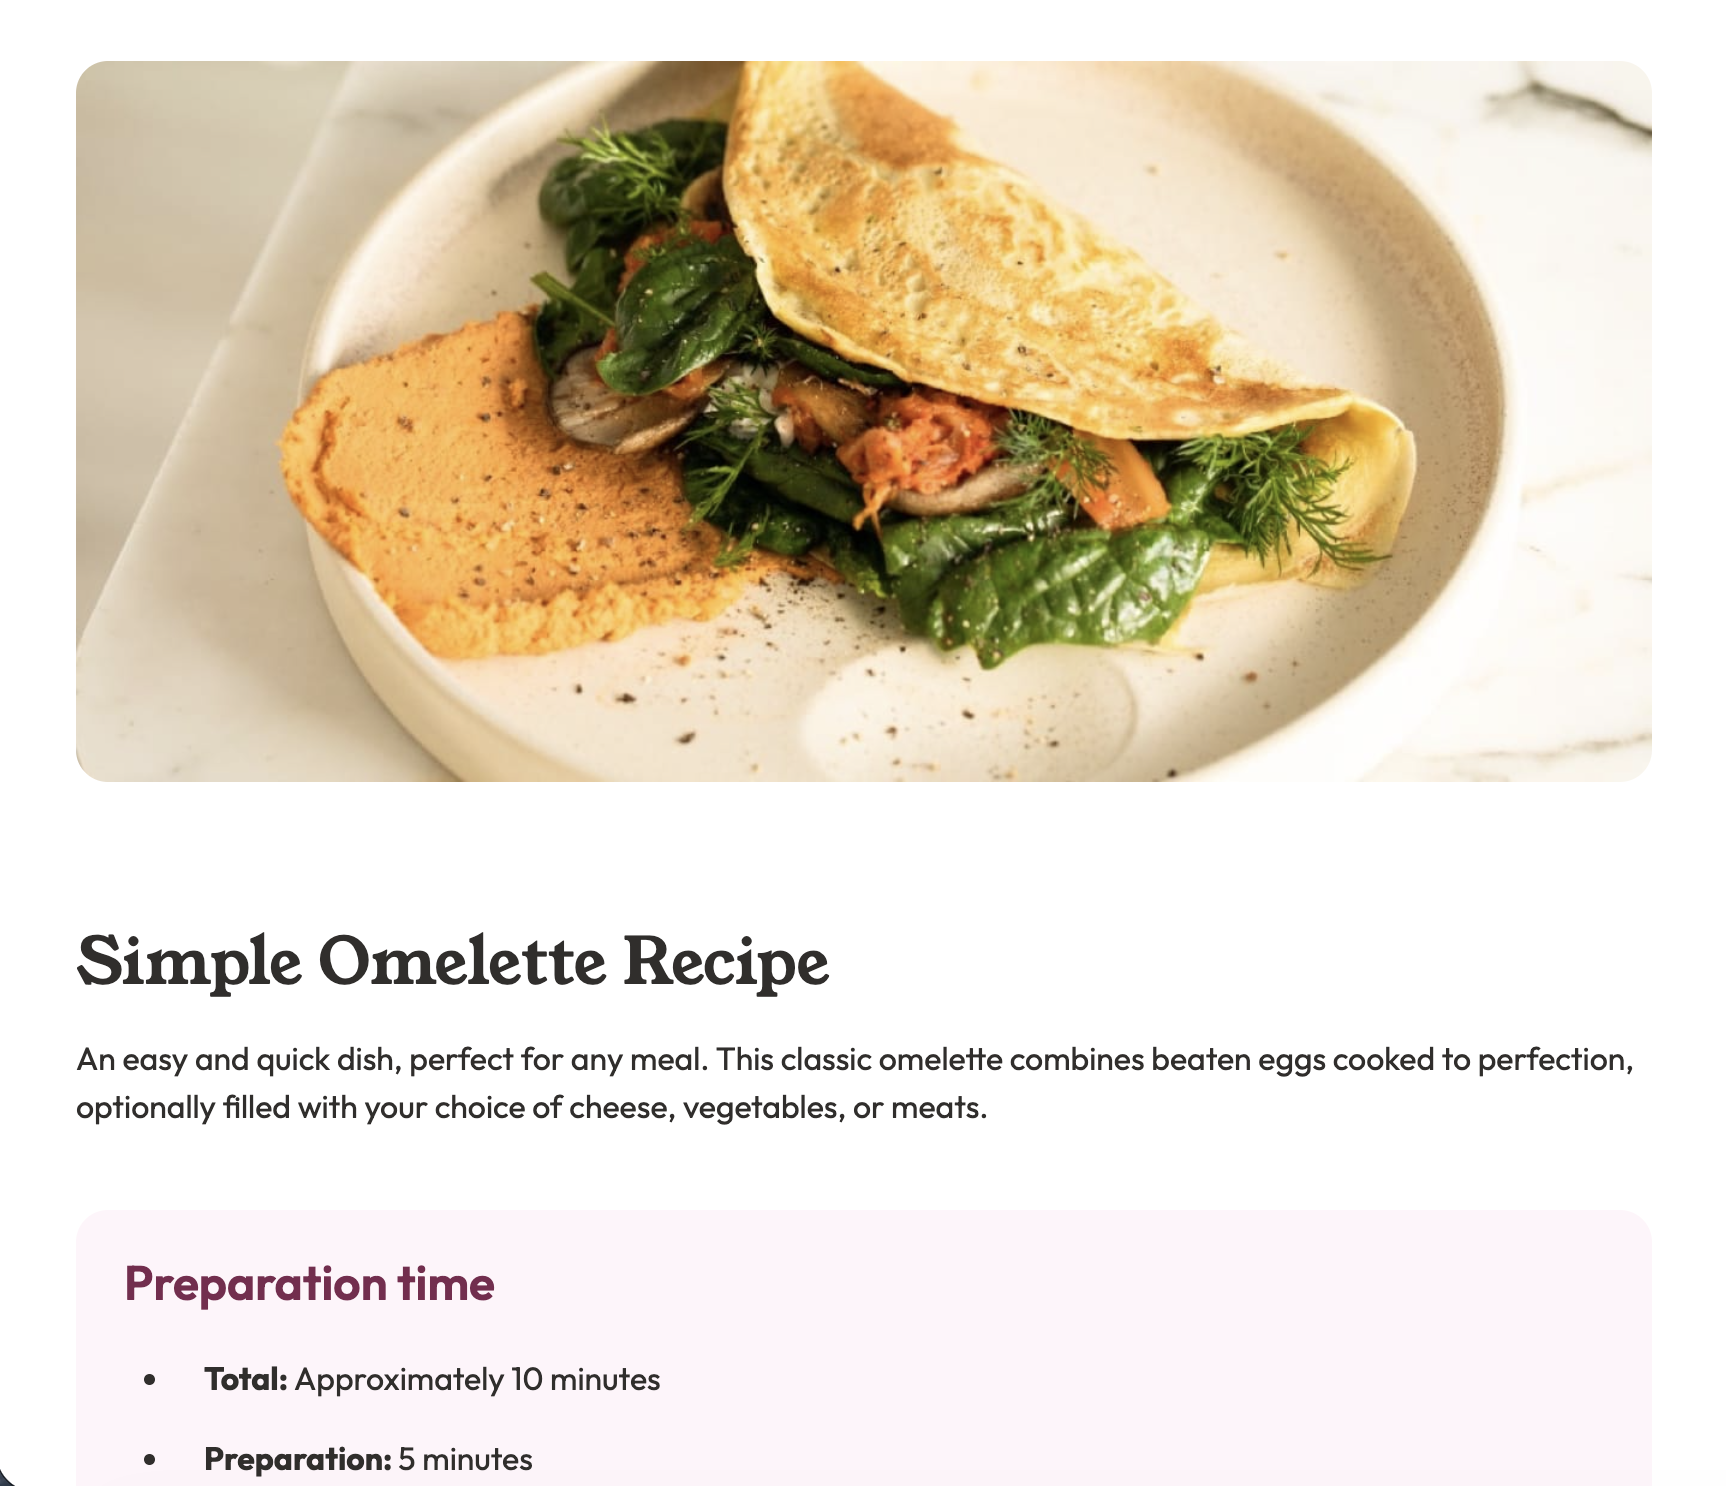 Simple Omelette Recipe
An easy and quick dish, perfect for any meal. This classic omelette combines beaten eggs cooked to perfection,
optionally filled with your choice of cheese, vegetables, or meats.
Preparation time
Total: Approximately 10 minutes
Preparation: 5 minutes